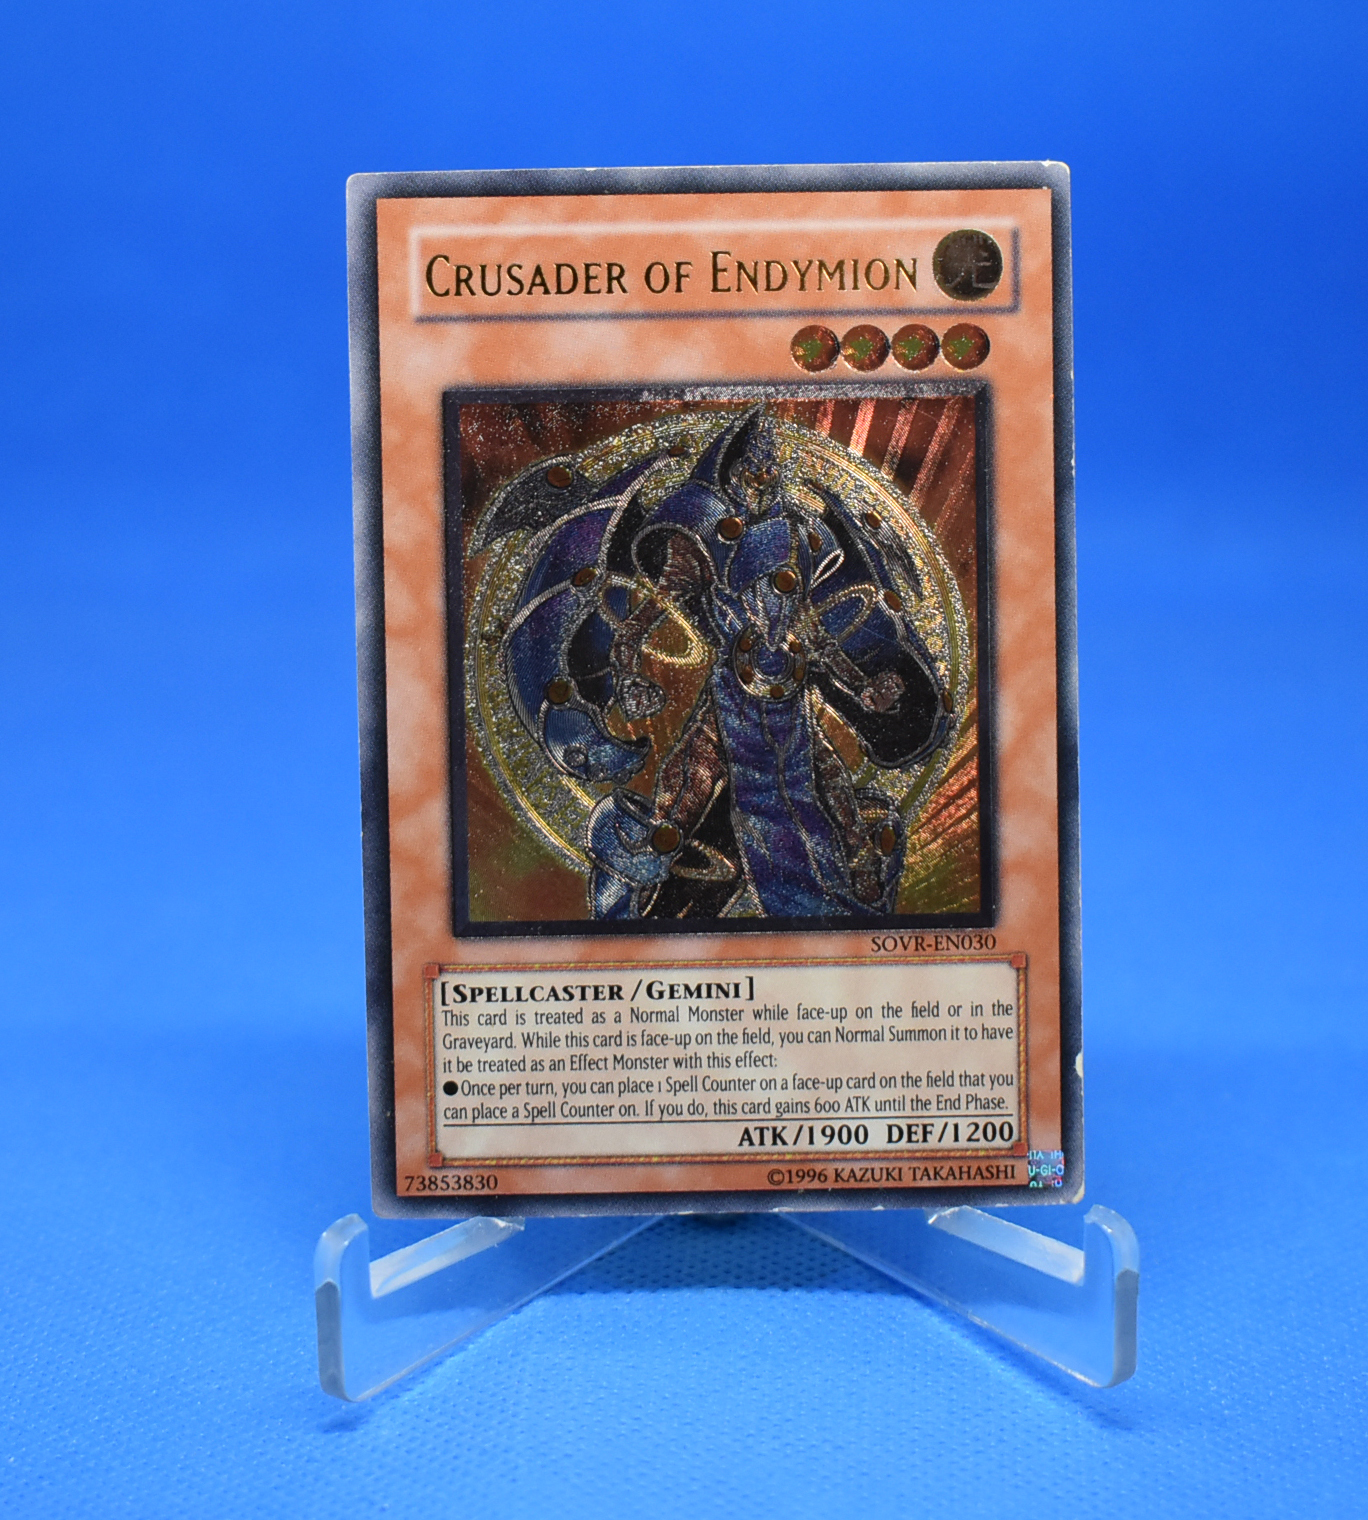 CRUSADER OF ENDYMION
光
SOVR-EN030
[SPELLCASTER/GEMINI]
This card is treated as a Normal Monster while face-up on the field or in the
Graveyard. While this card is face-up on the field, you can Normal Summon it to have
it be treated as an Effect Monster with this effect:
●Once per turn, you can place 1 Spell Counter on a face-up card on the field that you
can place a Spell Counter on. If you do, this card gains 600 ATK until the End Phase.
ATK/1900 DEF/1200
73853830
©1996 KAZUKI TAKAHASHI
U-GI-O